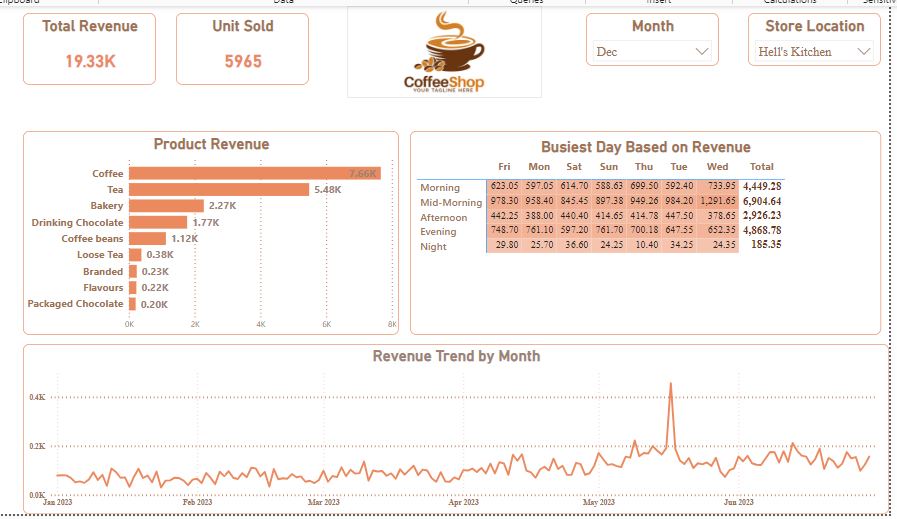 Clipboard
Data
Queries
Insert
Calculations
Total Revenue
19.33K
Unit Sold
5965
CoffeeShop
YOUR TAGLINE HERE
Month
Dec
Store Location
Hell's Kitchen
Product Revenue
Coffee 7.66K
Tea 5.48K
Bakery 2.27K
Drinking Chocolate 1.77K
Coffee beans 1.12K
Loose Tea 0.38K
Branded 0.23K
Flavours 0.22K
Packaged Chocolate 0.20K
0K 2K 4K 6K 8K
Busiest Day Based on Revenue
Fri Mon Sat Sun Thu Tue Wed Total
Morning 623.05 597.05 614.70 588.63 699.50 592.40 733.95 4,449.28
Mid-Morning 978.30 958.40 845.45 897.38 949.26 984.20 1,291.65 6,904.64
Afternoon 442.25 388.00 440.40 414.65 414.78 447.50 378.65 2,926.23
Evening 748.70 761.10 597.20 761.70 700.18 647.55 652.35 4,868.78
Night 29.80 25.70 36.60 24.25 10.40 34.25 24.35 185.35
Revenue Trend by Month
0.4K
0.2K
0.0K
Jan 2023 Feb 2023 Mar 2023 Apr 2023 May 2023 Jun 2023